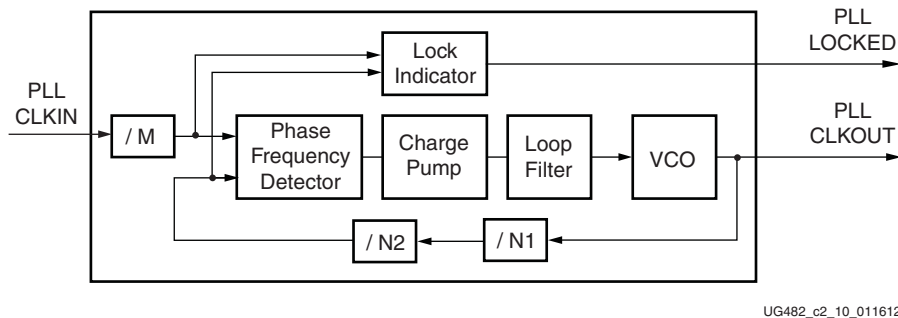 PLL
LOCKED
Lock
Indicator
PLL
CLKIN
PLL
CLKOUT
/ M
Phase
Frequency
Detector
Charge
Pump
Loop
Filter
VCO
/ N2
/ N1
UG482_c2_10_011612